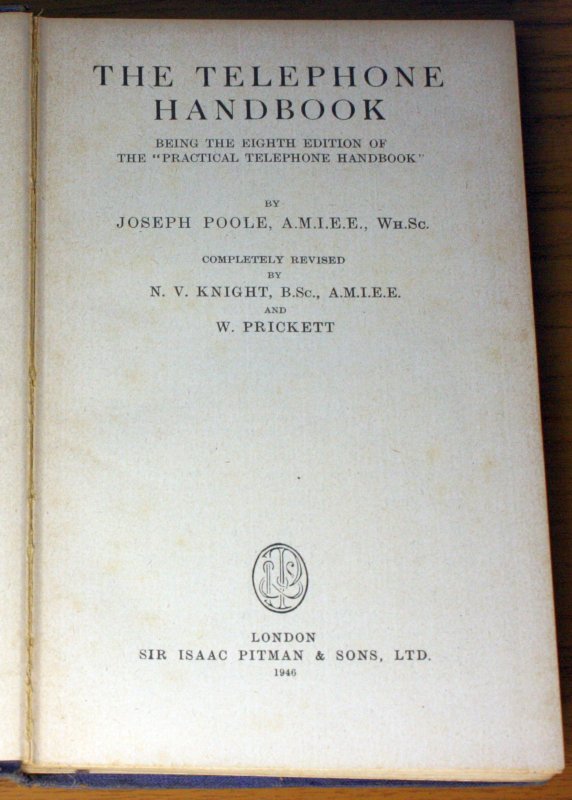 THE TELEPHONE
HANDBOOK
BEING THE EIGHTH EDITION OF
THE "PRACTICAL TELEPHONE HANDBOOK"
BY
JOSEPH POOLE, A.M.I.E.E., WH.SC.
COMPLETELY REVISED
BY
N. V. KNIGHT, B.SC., A.M.I.E.E.
AND
W. PRICKETT
LONDON
SIR ISAAC PITMAN & SONS, LTD.
1946